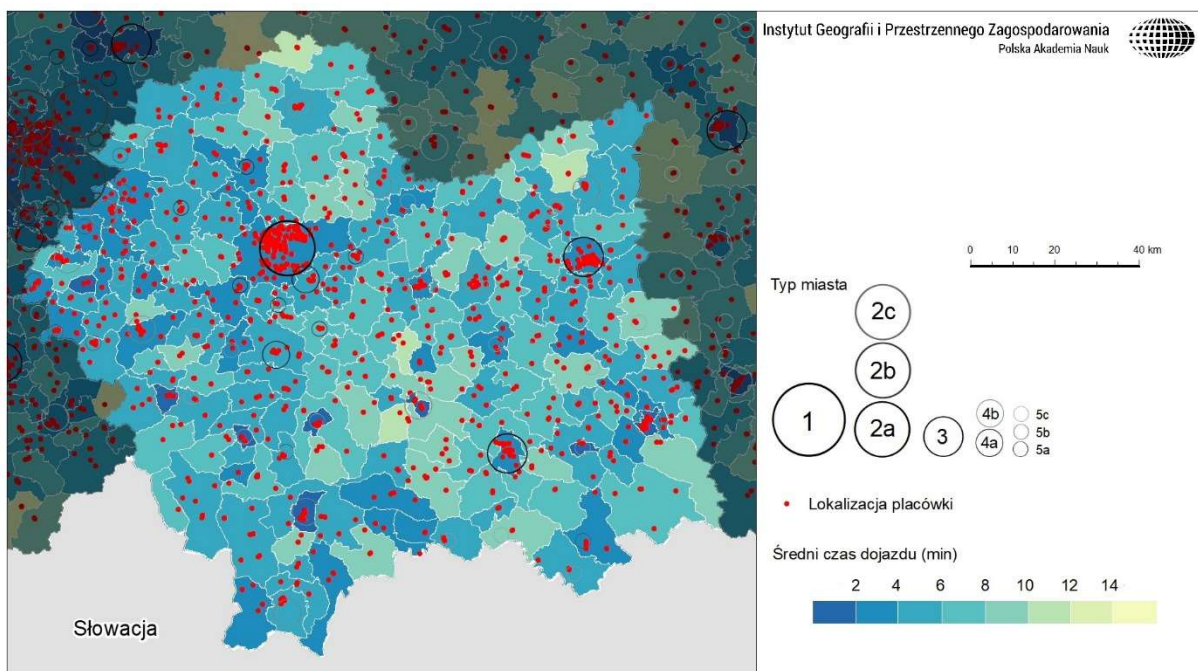 Instytut Geografii i Przestrzennego Zagospodarowania
Polska Akademia Nauk
0 10 20 40 km
Typ miasta
2c
2b
1
2a
3
4b
4a
5c
5b
5a
Lokalizacja placówki
Średni czas dojazdu (min)
2 4 6 8 10 12 14
Słowacja